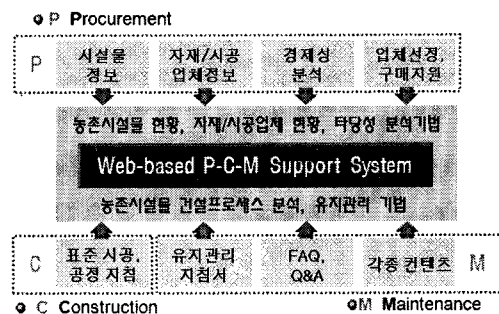 P Procurement
P
시설물
정보
자재/시공
업체정보
경제성
분석
업체선정,
구매지원
농촌시설물 현황, 자재/시공업체 현황, 타당성 분석기법
Web-based P-C-M Support System
농촌시설물 건설프로세스 분석, 유지관리 기법
C
표준 시공,
공정 지침
유지관리
지침서
FAQ,
Q&A
각종 컨텐츠
M
C Construction
M Maintenance